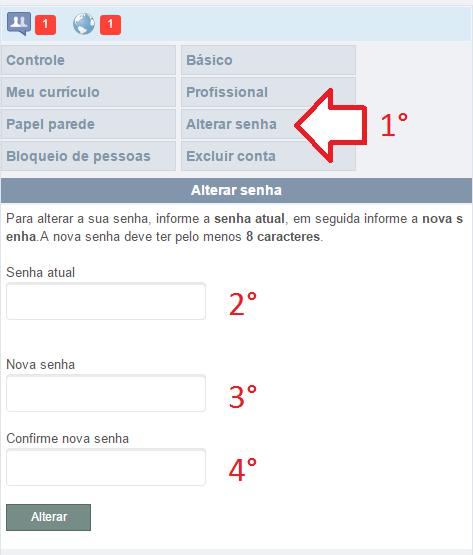 1 1
Controle Básico
Meu currículo Profissional
Papel parede Alterar senha 1°
Bloqueio de pessoas Excluir conta
Alterar senha
Para alterar a sua senha, informe a senha atual, em seguida informe a nova s
enha.A nova senha deve ter pelo menos 8 caracteres.
Senha atual
2°
Nova senha
3°
Confirme nova senha
4°
Alterar